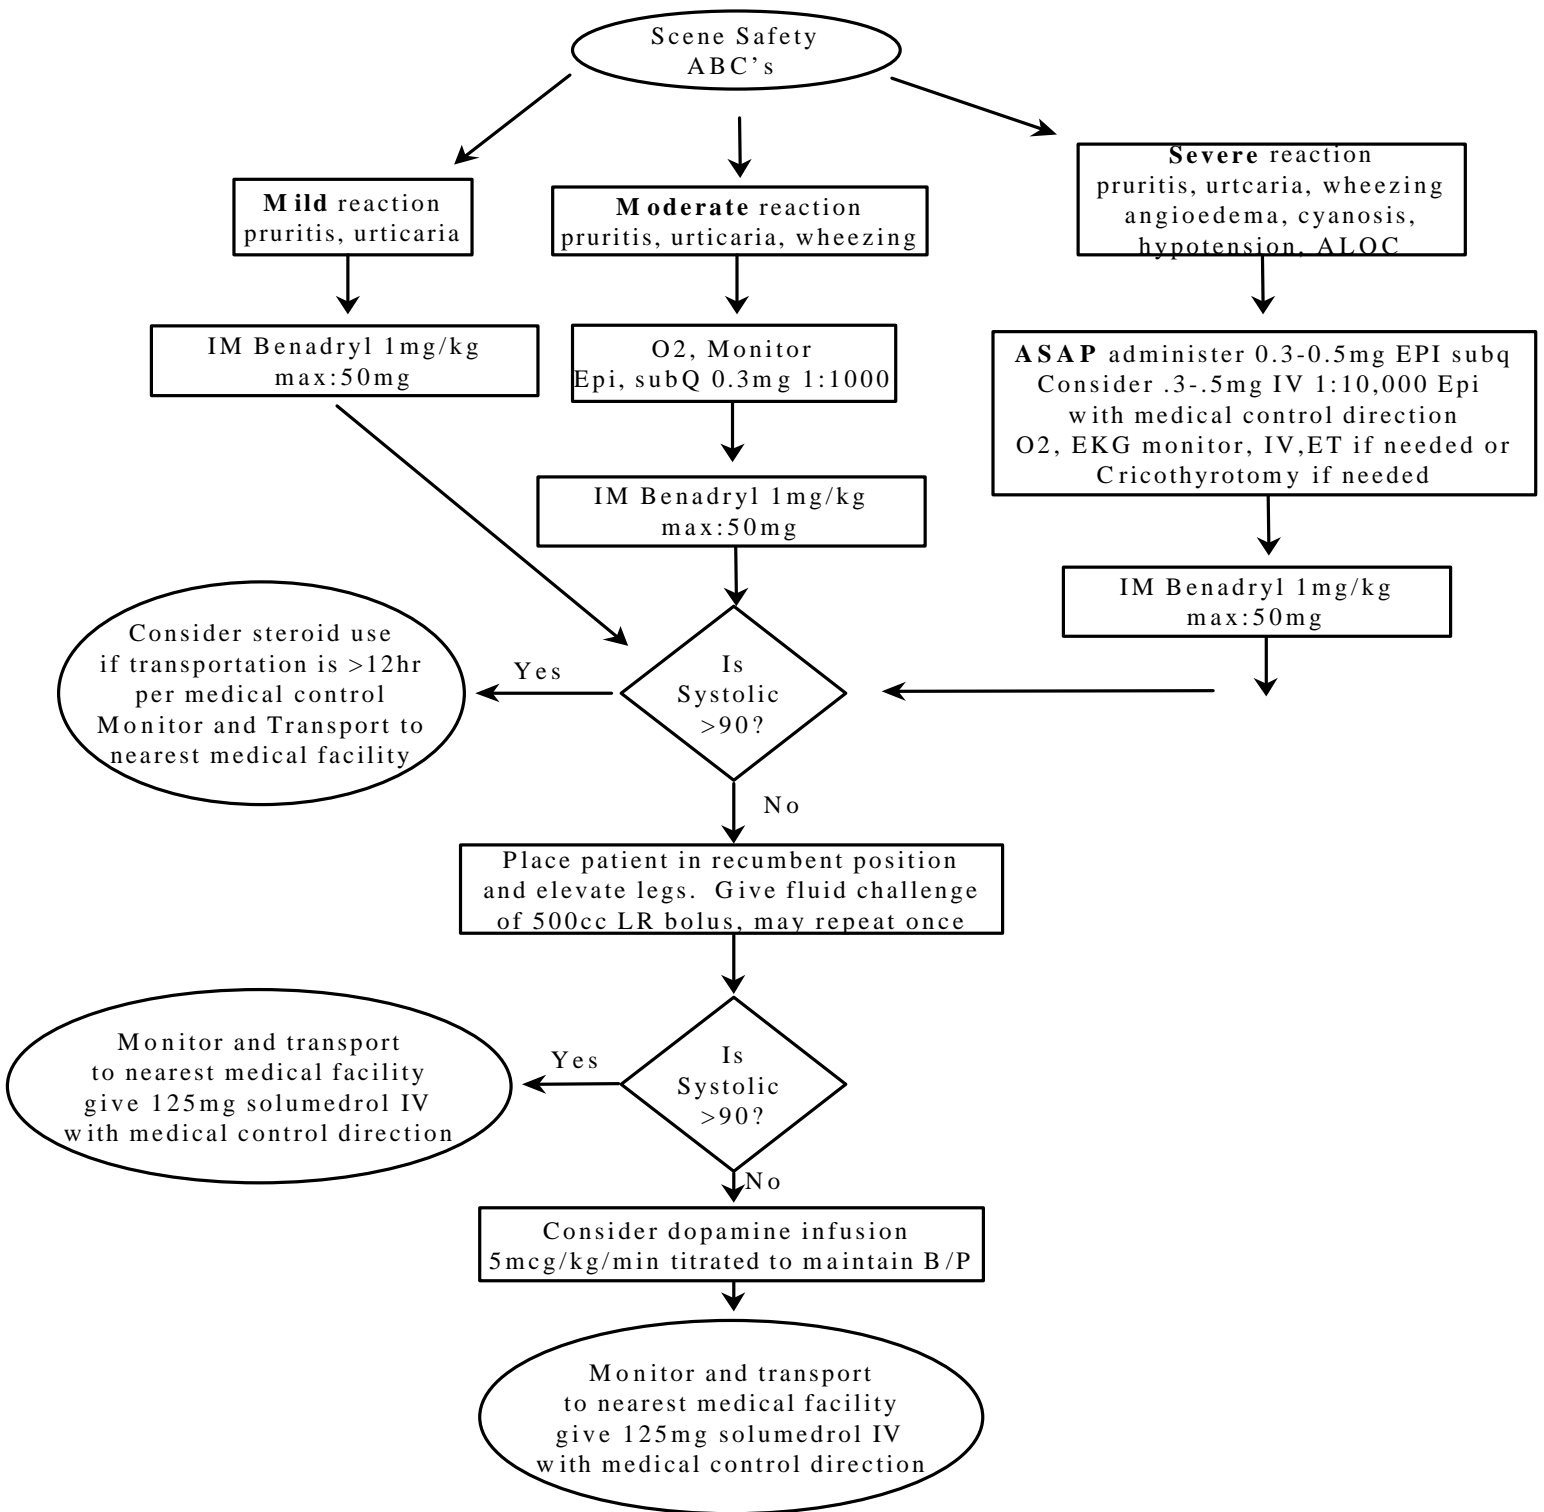 Scene Safety
ABC's
Mild reaction
pruritis, urticaria
Moderate reaction
pruritis, urticaria, wheezing
Severe reaction
pruritis, urtcaria, wheezing
angioedema, cyanosis,
hypotension, ALOC
IM Benadryl 1mg/kg
max:50mg
O2, Monitor
Epi, subQ 0.3mg 1:1000
ASAP administer 0.3-0.5mg EPI subq
Consider .3-.5mg IV 1:10,000 Epi
with medical control direction
O2, EKG monitor, IV,ET if needed or
Cricothyrotomy if needed
IM Benadryl 1mg/kg
max:50mg
IM Benadryl 1mg/kg
max:50mg
Consider steroid use
if transportation is >12hr
per medical control
Monitor and Transport to
nearest medical facility
Yes
Is
Systolic
>90?
No
Place patient in recumbent position
and elevate legs. Give fluid challenge
of 500cc LR bolus, may repeat once
Monitor and transport
to nearest medical facility
give 125mg solumedrol IV
with medical control direction
Yes
Is
Systolic
>90?
No
Consider dopamine infusion
5mcg/kg/min titrated to maintain B/P
Monitor and transport
to nearest medical facility
give 125mg solumedrol IV
with medical control direction